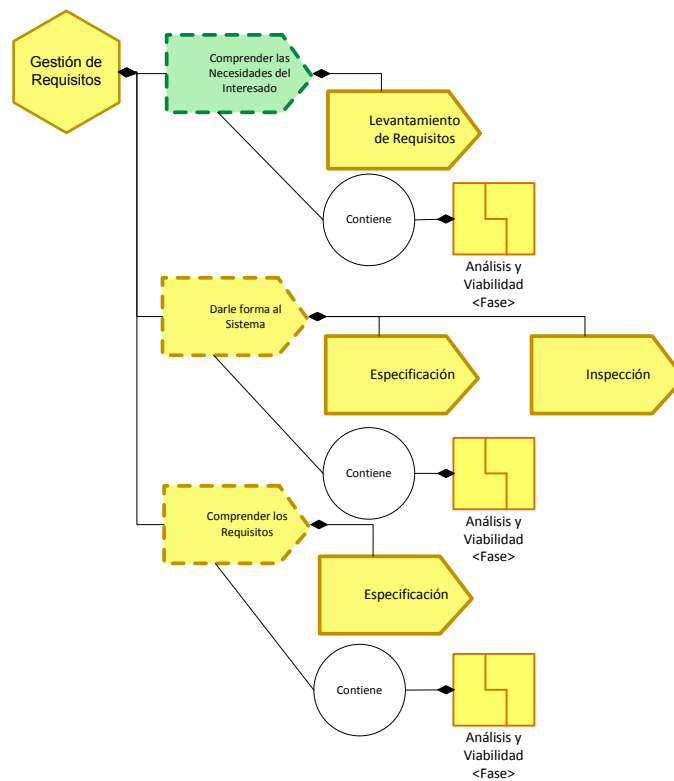 Gestión de
Requisitos
Comprender las
Necesidades del
Interesado
Levantamiento
de Requisitos
Contiene
Análisis y
Viabilidad
<Fase>
Darle forma al
Sistema
Especificación
Inspección
Contiene
Análisis y
Viabilidad
<Fase>
Comprender los
Requisitos
Especificación
Contiene
Análisis y
Viabilidad
<Fase>